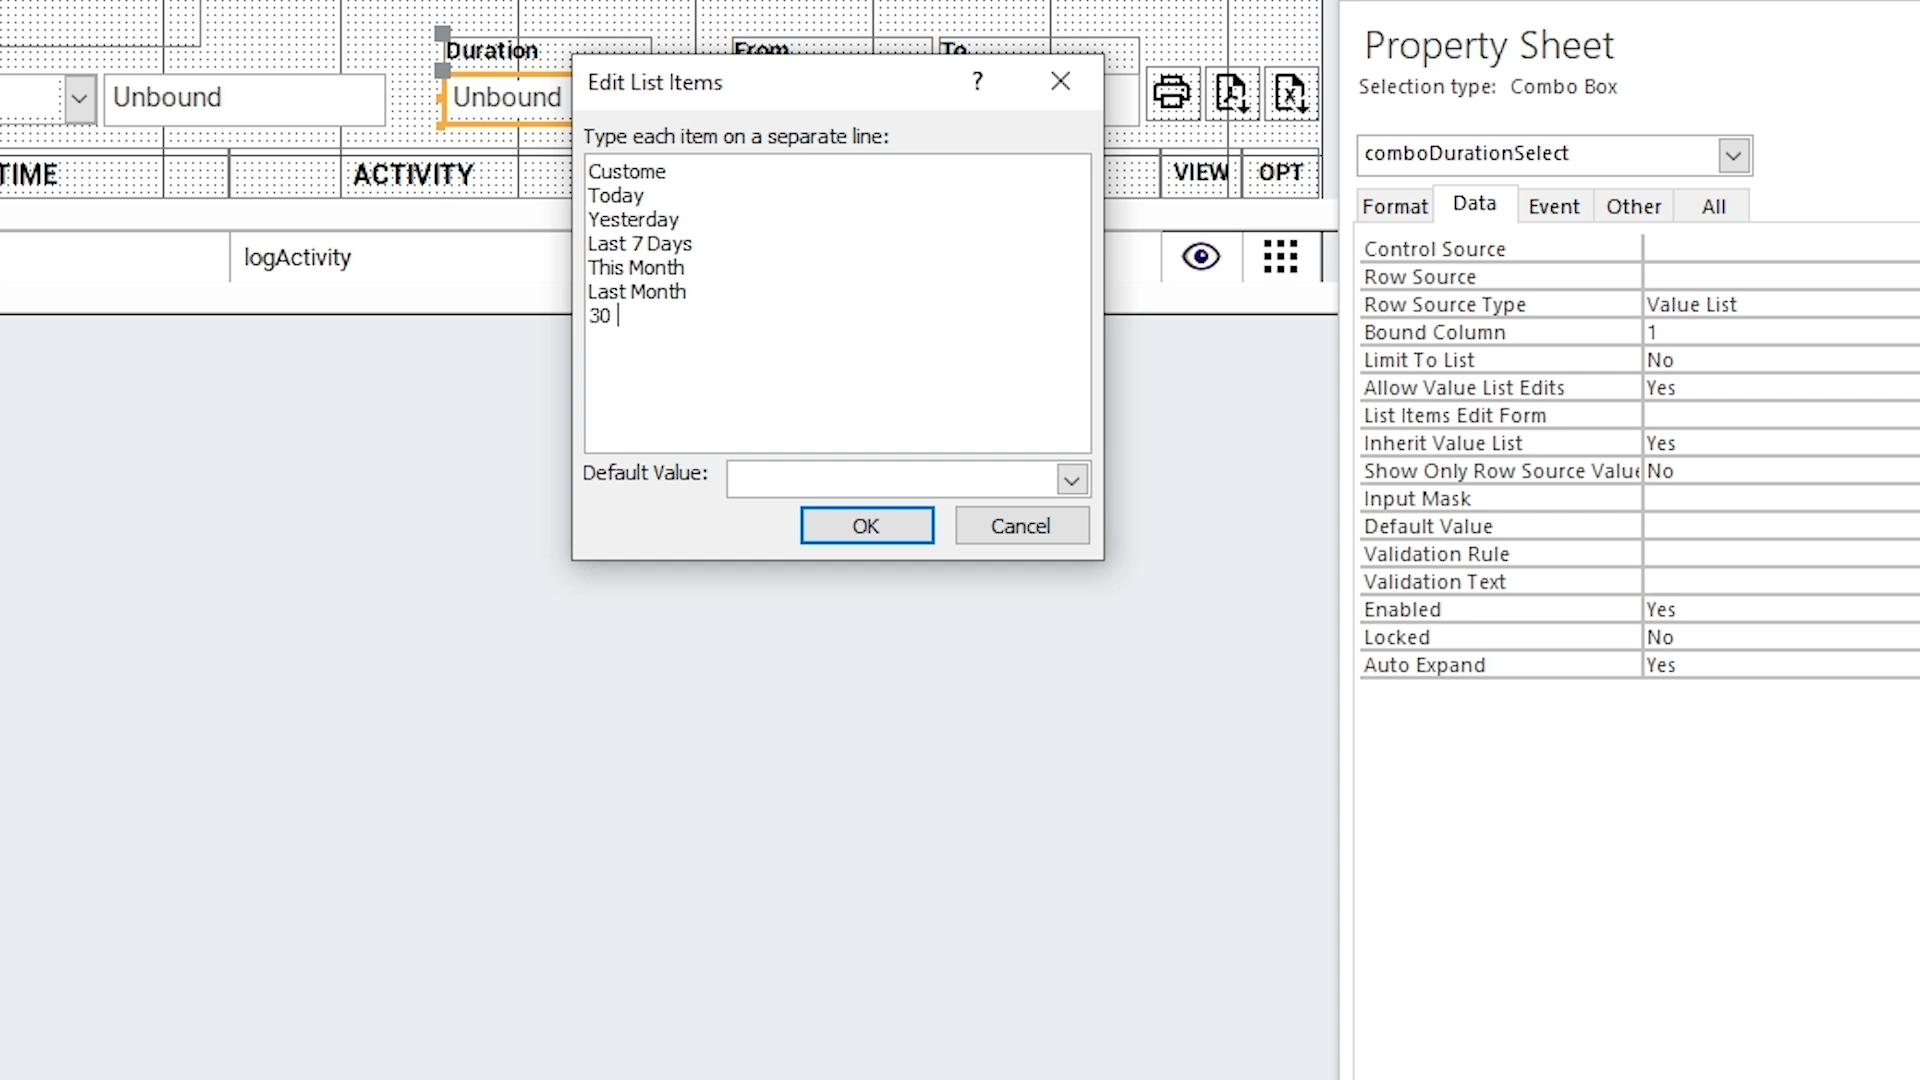 Duration
From
To
Unbound
Unbound
TIME
ACTIVITY
VIEW
OPT
logActivity
Edit List Items
?
Type each item on a separate line:
Custome
Today
Yesterday
Last 7 Days
This Month
Last Month
30
Default Value:
OK
Cancel
Property Sheet
Selection type: Combo Box
comboDurationSelect
Format Data Event Other All
Control Source
Row Source
Row Source Type Value List
Bound Column 1
Limit To List No
Allow Value List Edits Yes
List Items Edit Form
Inherit Value List Yes
Show Only Row Source Value No
Input Mask
Default Value
Validation Rule
Validation Text
Enabled Yes
Locked No
Auto Expand Yes